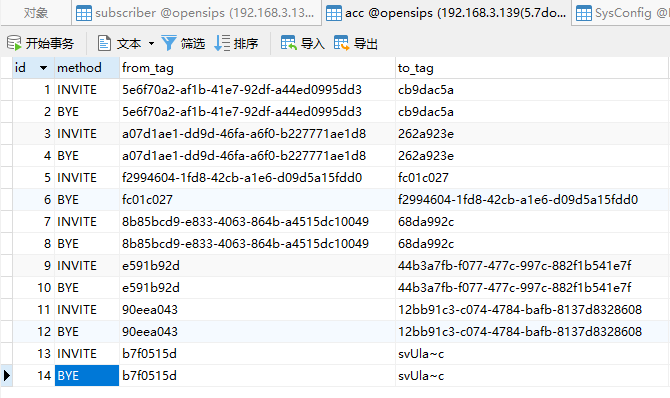 对象 subscriber @opensips (192.168.3.13... acc @opensips (192.168.3.139(5.7do... SysConfig @
开始事务 文本 筛选 排序 导入 导出
id method from_tag to_tag
1 INVITE 5e6f70a2-af1b-41e7-92df-a44ed0995dd3 cb9dac5a
2 BYE 5e6f70a2-af1b-41e7-92df-a44ed0995dd3 cb9dac5a
3 INVITE a07d1ae1-dd9d-46fa-a6f0-b227771ae1d8 262a923e
4 BYE a07d1ae1-dd9d-46fa-a6f0-b227771ae1d8 262a923e
5 INVITE f2994604-1fd8-42cb-a1e6-d09d5a15fdd0 fc01c027
6 BYE fc01c027 f2994604-1fd8-42cb-a1e6-d09d5a15fdd0
7 INVITE 8b85bcd9-e833-4063-864b-a4515dc10049 68da992c
8 BYE 8b85bcd9-e833-4063-864b-a4515dc10049 68da992c
9 INVITE e591b92d 44b3a7fb-f077-477c-997c-882f1b541e7f
10 BYE e591b92d 44b3a7fb-f077-477c-997c-882f1b541e7f
11 INVITE 90eea043 12bb91c3-c074-4784-bafb-8137d8328608
12 BYE 90eea043 12bb91c3-c074-4784-bafb-8137d8328608
13 INVITE b7f0515d svUla~c
14 BYE b7f0515d svUla~c